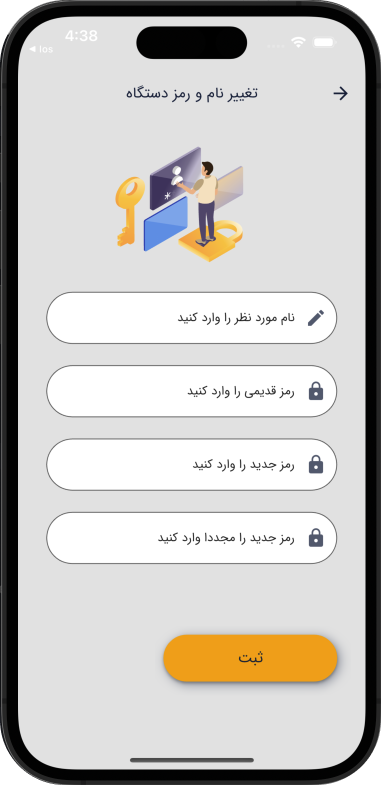 4:38
◀ Ios
تغییر نام و رمز دستگاه
*
نام مورد نظر را وارد کنید
رمز قدیمی را وارد کنید
رمز جدید را وارد کنید
رمز جدید را مجددا وارد کنید
ثبت